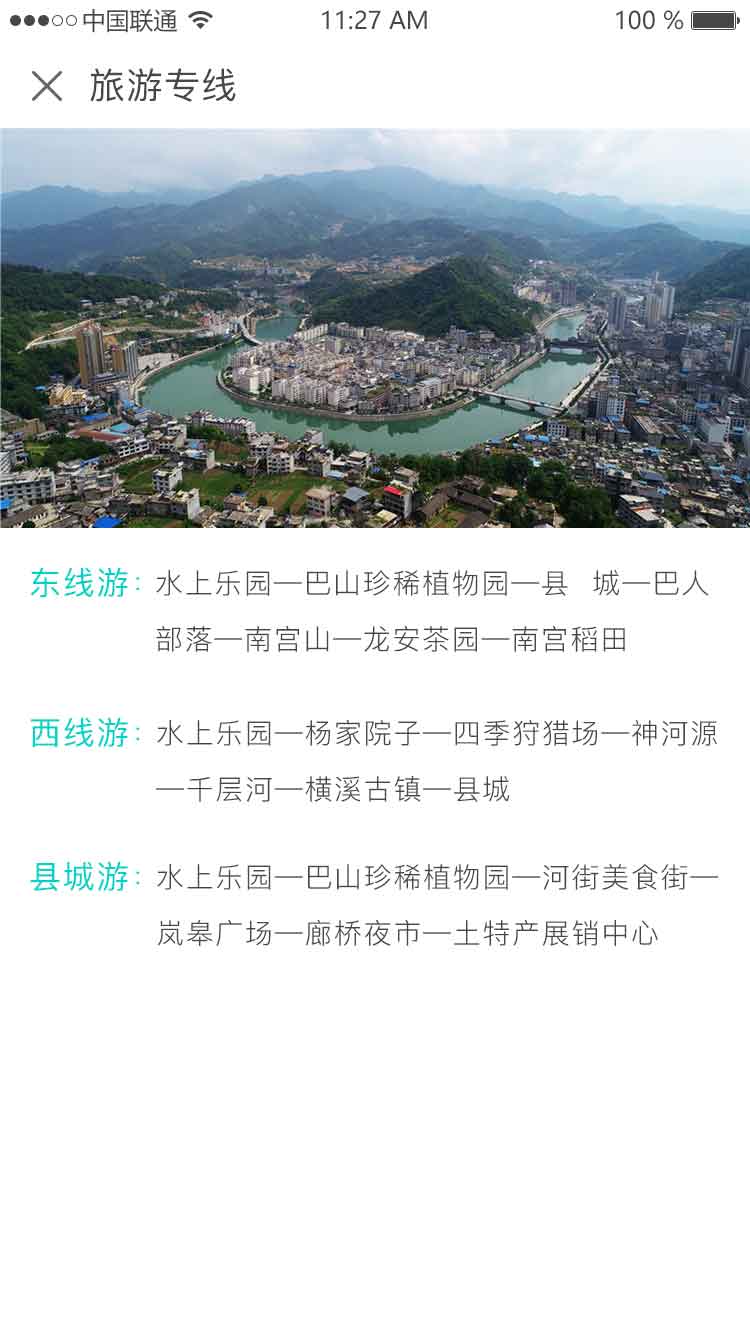 中国联通 11:27 AM 100 %
旅游专线
东线游: 水上乐园—巴山珍稀植物园—县 城—巴人
部落—南宫山—龙安茶园—南宫稻田
西线游: 水上乐园—杨家院子—四季狩猎场—神河源
—千层河—横溪古镇—县城
县城游: 水上乐园—巴山珍稀植物园—河街美食街—
岚皋广场—廊桥夜市—土特产展销中心